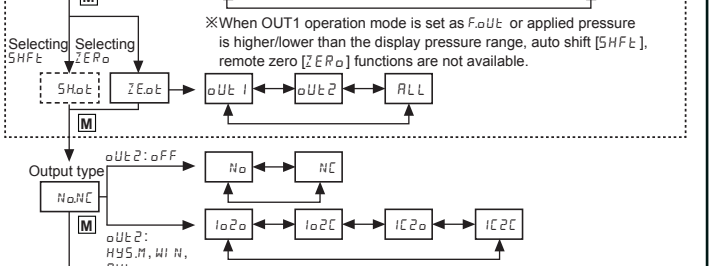 M
※When OUT1 operation mode is set as F.oUt or applied pressure
is higher/lower than the display pressure range, auto shift [SHFt],
remote zero [ZERo] functions are not available.
Selecting Selecting
SHFt ZERo
SH.ot ZE.ot oUt1 oUt2 ALL
M
Output type
oUt2:oFF
No NC
No.NC
M
1o2o 1o2C 1C2o 1C2C
oUt2:
HYS.M, WIN,